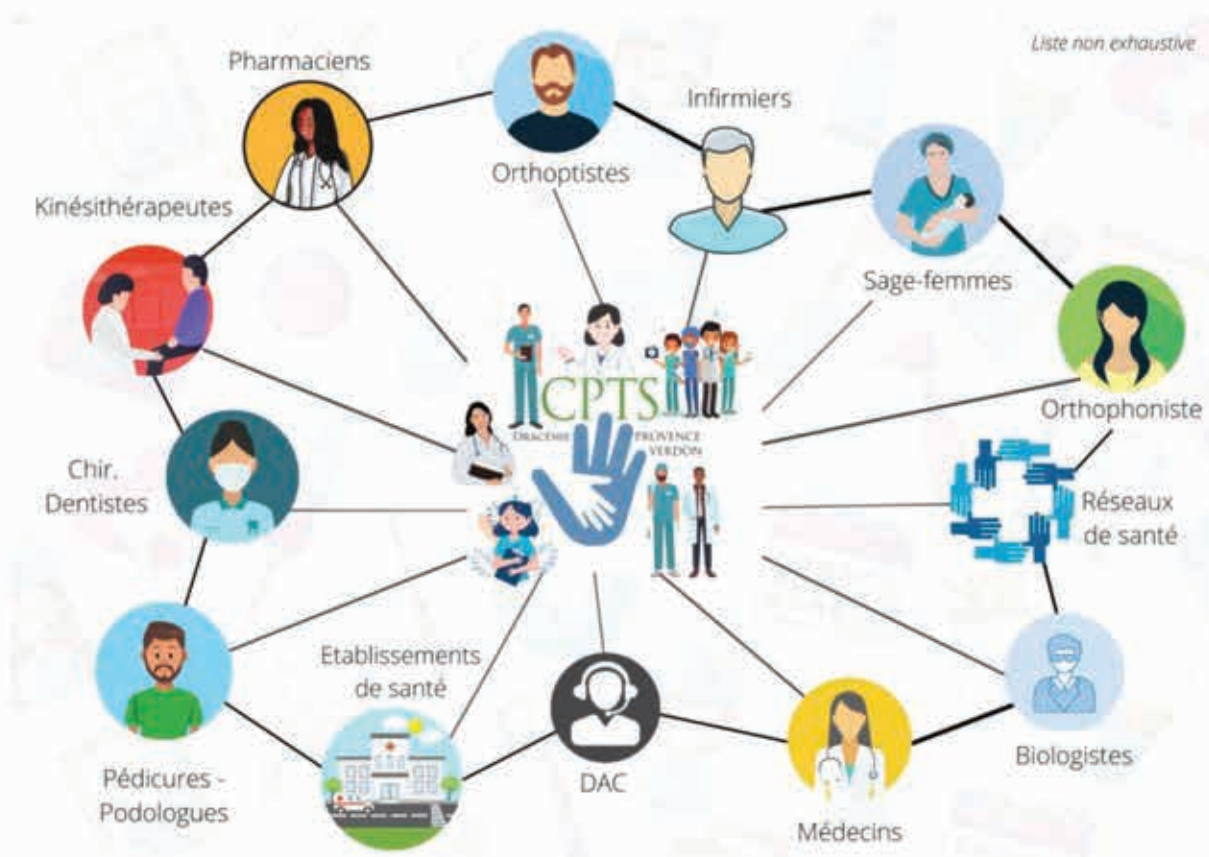 Liste non exhaustive
Pharmaciens
Infirmiers
Orthoptistes
Kinésithérapeutes
Sage-femmes
CPTS
DRACÉNIE PROVENCE
VERDON
Orthophoniste
Chir.
Dentistes
Réseaux
de santé
Etablissements
de santé
Pédicures -
Podologues
DAC
Biologistes
Médecins